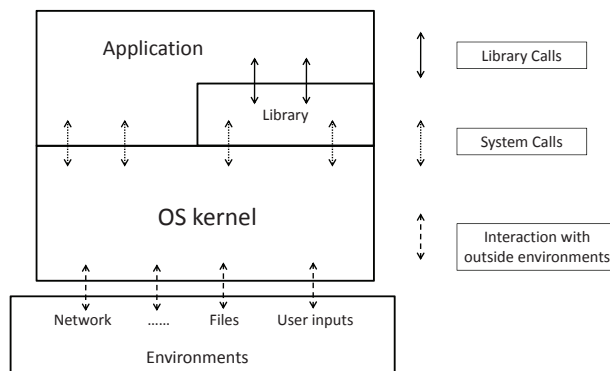 Application
Library
OS kernel
Network
......
Files
User inputs
Environments
Library Calls
System Calls
Interaction with
outside environments